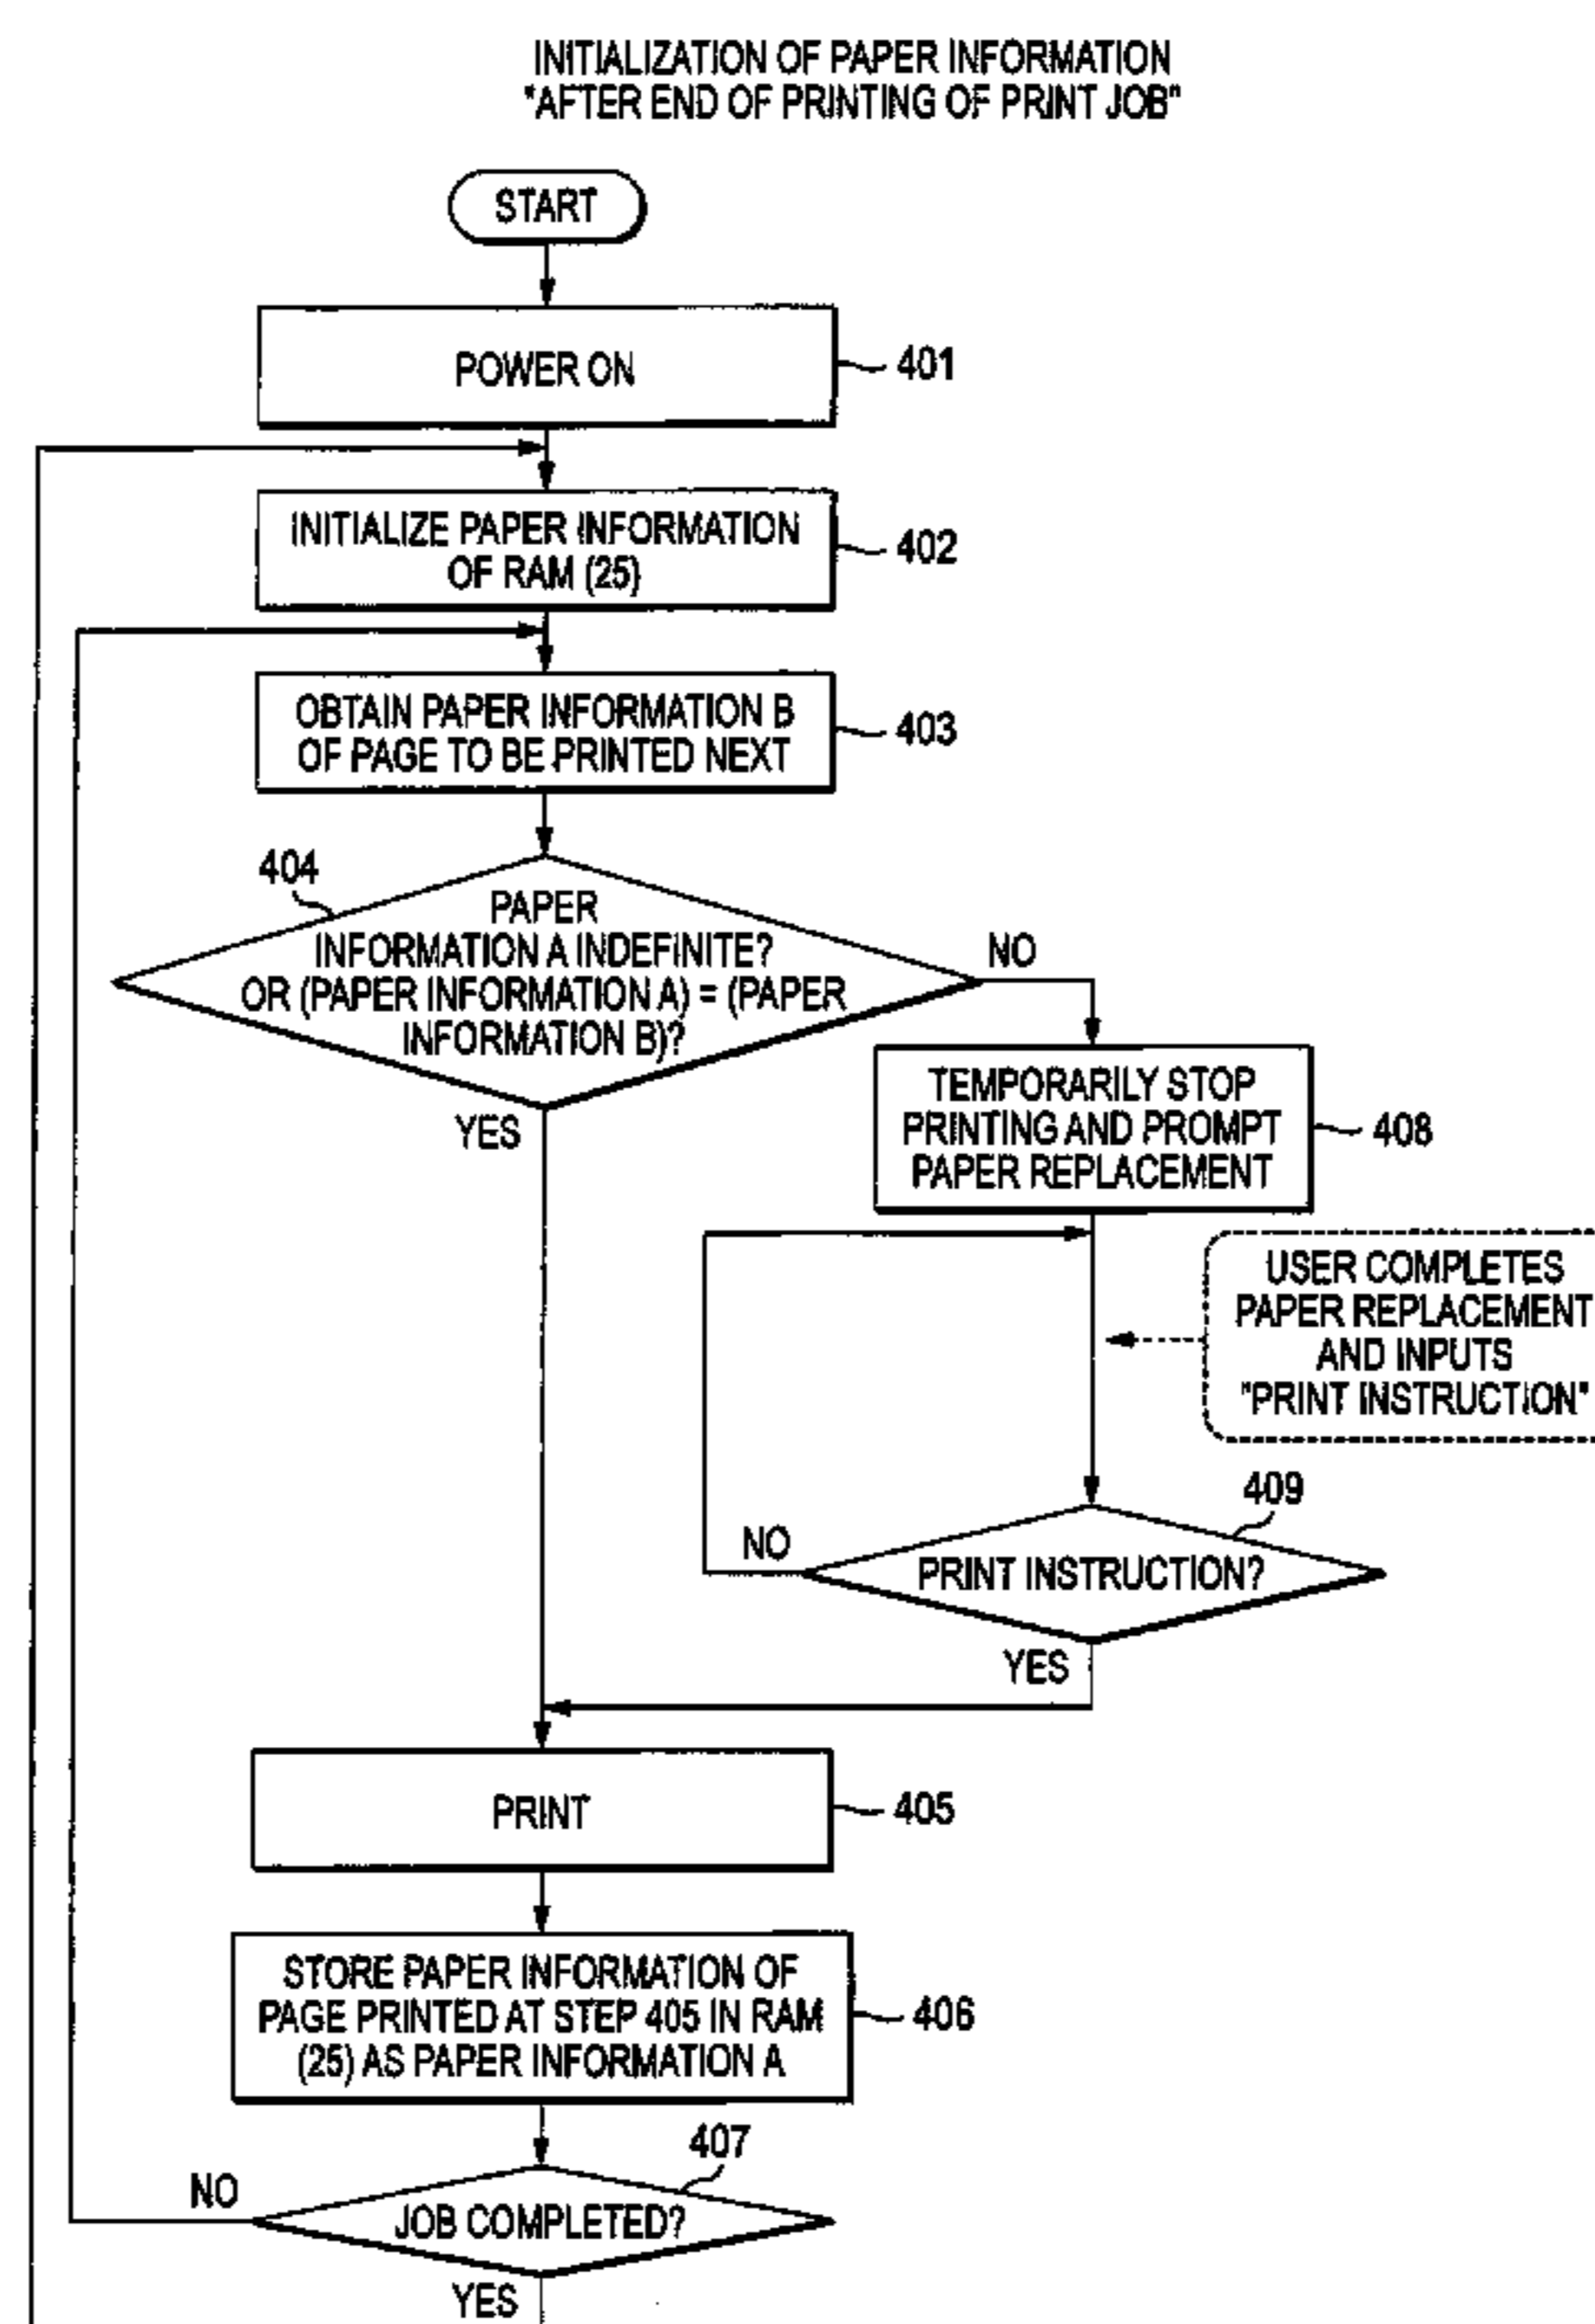 INITIALIZATION OF PAPER INFORMATION
"AFTER END OF PRINTING OF PRINT JOB"
START
POWER ON
401
INITIALIZE PAPER INFORMATION
OF RAM (25)
402
OBTAIN PAPER INFORMATION B
OF PAGE TO BE PRINTED NEXT
403
404
PAPER
INFORMATION A INDEFINITE?
OR (PAPER INFORMATION A) = (PAPER
INFORMATION B)?
NO
YES
TEMPORARILY STOP
PRINTING AND PROMPT
PAPER REPLACEMENT
408
USER COMPLETES
PAPER REPLACEMENT
AND INPUTS
"PRINT INSTRUCTION"
409
NO
PRINT INSTRUCTION?
YES
PRINT
405
STORE PAPER INFORMATION OF
PAGE PRINTED AT STEP 405 IN RAM
(25) AS PAPER INFORMATION A
406
407
NO
JOB COMPLETED?
YES